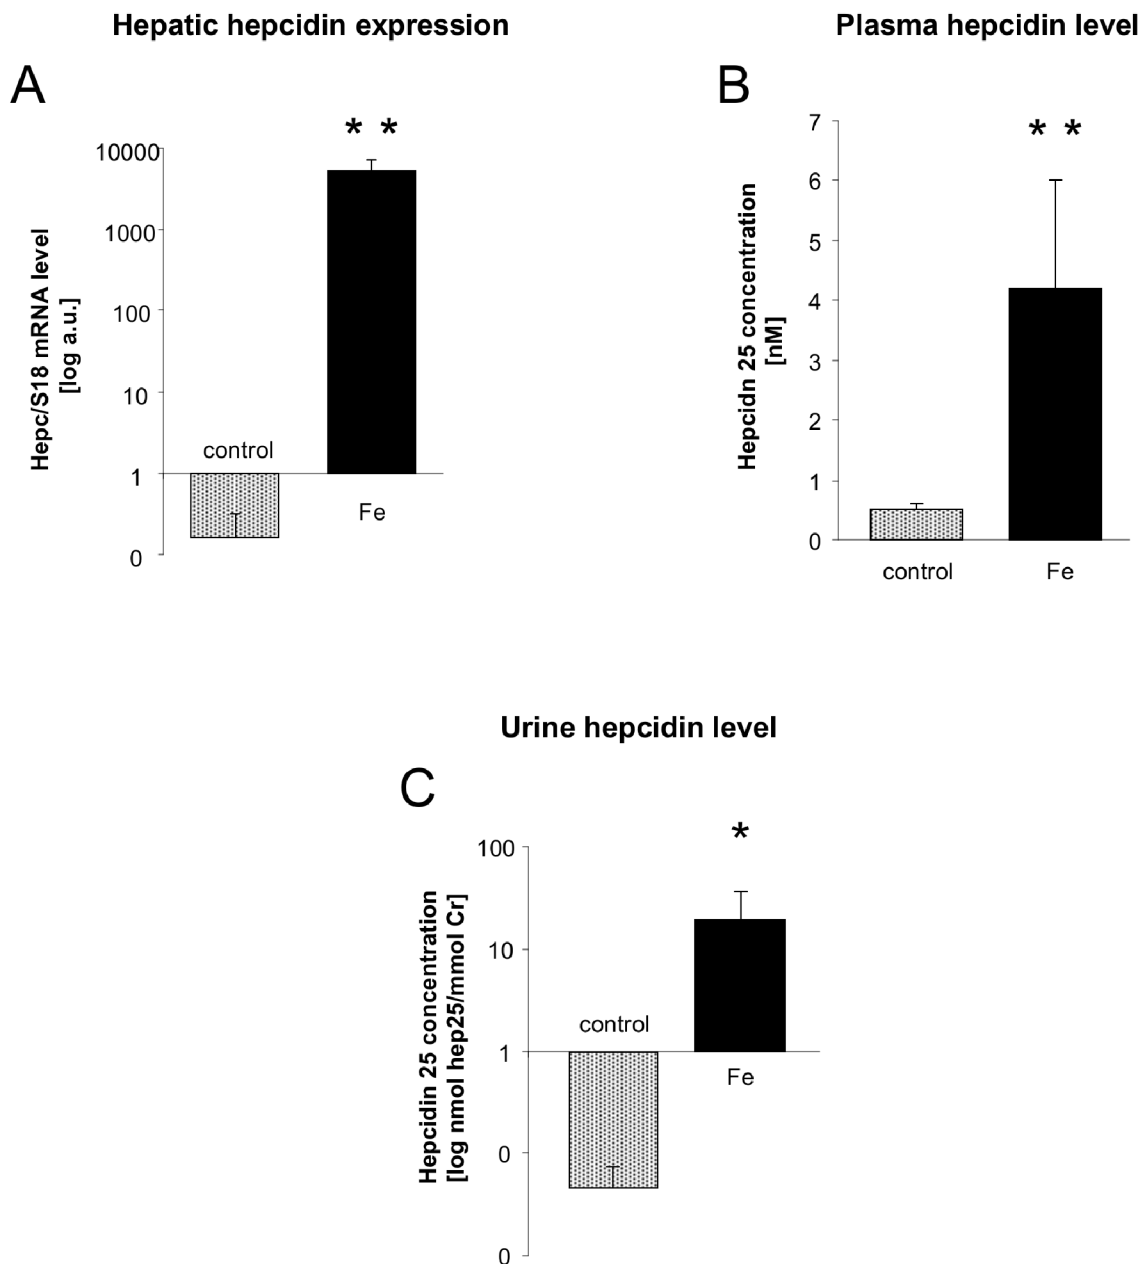 Hepatic hepcidin expression
A
* *
10000
1000
100
10
1
0
Hepc/S18 mRNA level
[log a.u.]
control
Fe
Plasma hepcidin level
B
* *
7
6
5
4
3
2
1
0
Hepcidn 25 concentration
[nM]
control
Fe
Urine hepcidin level
C
*
100
10
1
0
0
Hepcidin 25 concentration
[log nmol hep25/mmol Cr]
control
Fe